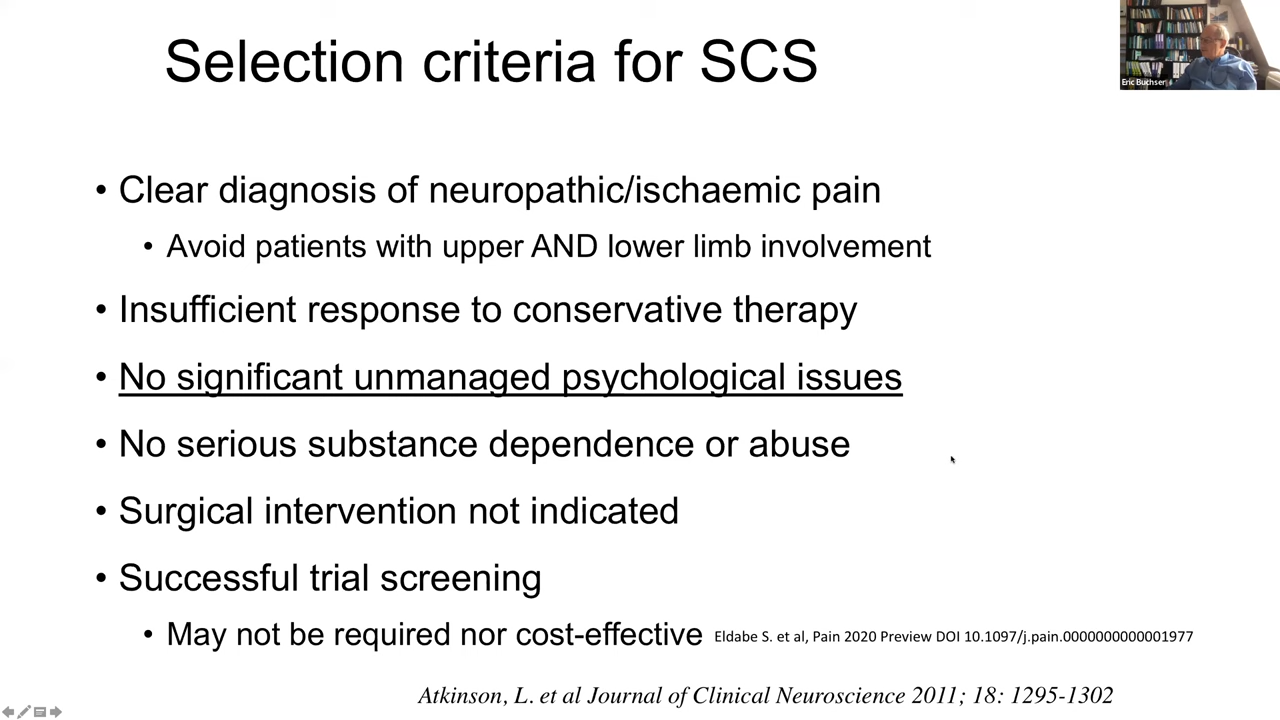 Selection criteria for SCS
Eric Buchser
• Clear diagnosis of neuropathic/ischaemic pain
• Avoid patients with upper AND lower limb involvement
• Insufficient response to conservative therapy
• No significant unmanaged psychological issues
• No serious substance dependence or abuse
• Surgical intervention not indicated
• Successful trial screening
• May not be required nor cost-effective Eldabe S. et al, Pain 2020 Preview DOI 10.1097/j.pain.0000000000001977
Atkinson, L. et al Journal of Clinical Neuroscience 2011; 18: 1295-1302